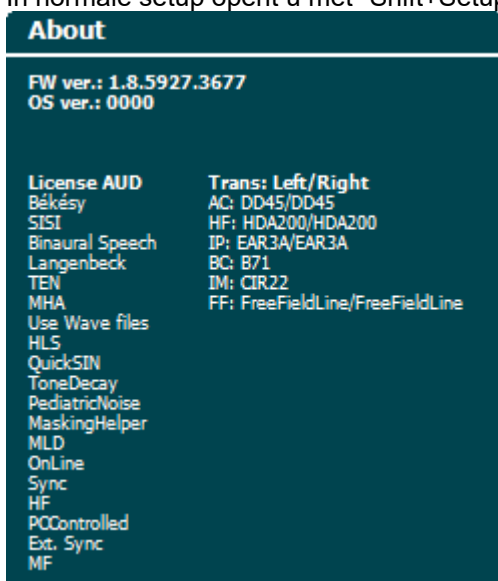 In normale setup opent u met "Shift+Setup
About
FW ver.: 1.8.5927.3677
OS ver.: 0000
License AUD
Békésy
SISI
Binaural Speech
Langenbeck
TEN
MHA
Use Wave files
HLS
QuickSIN
ToneDecay
PediatricNoise
MaskingHelper
MLD
OnLine
Sync
HF
PCControlled
Ext. Sync
MF
Trans: Left/Right
AC: DD45/DD45
HF: HDA200/HDA200
IP: EAR3A/EAR3A
BC: B71
IM: CIR22
FF: FreeFieldLine/FreeFieldLine